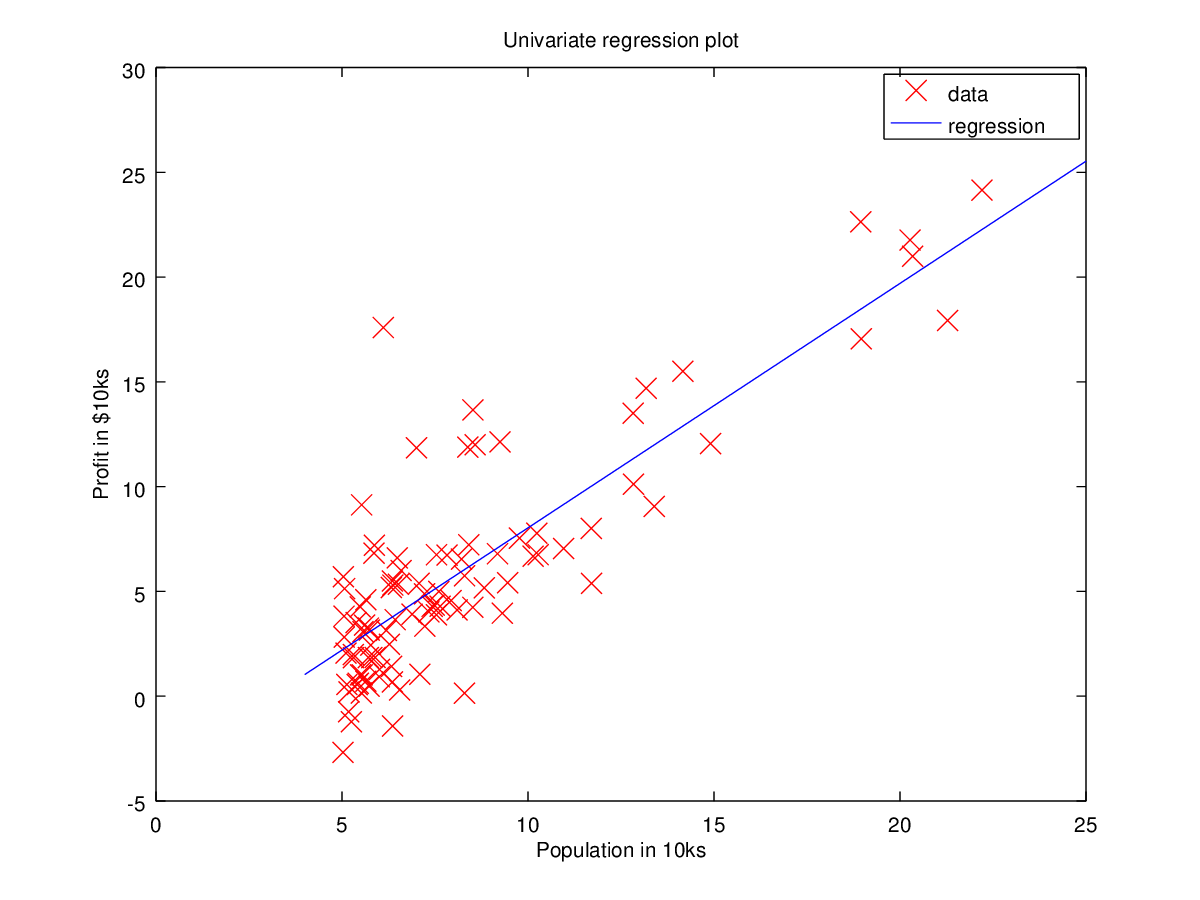 Univariate regression plot
data
regression
30
25
20
15
10
5
0
-5
Profit in $10ks
0 5 10 15 20 25
Population in 10ks